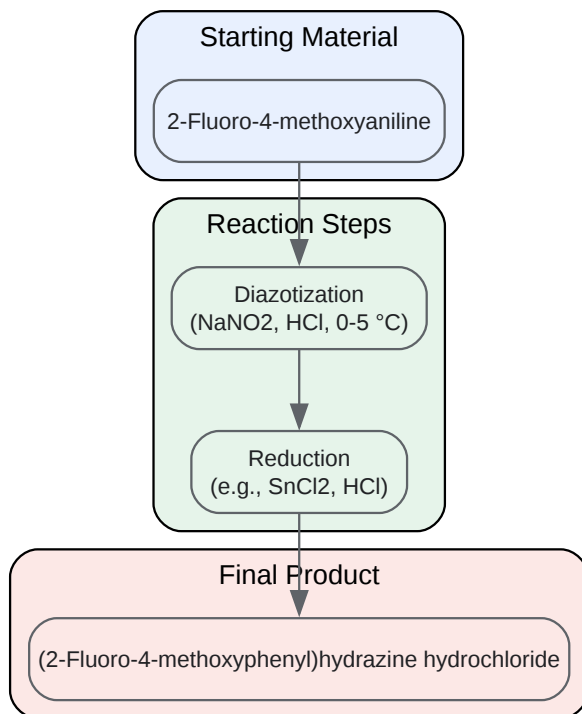 Starting Material
2-Fluoro-4-methoxyaniline
Reaction Steps
Diazotization
(NaNO2, HCl, 0-5 °C)
Reduction
(e.g., SnCl2, HCl)
Final Product
(2-Fluoro-4-methoxyphenyl)hydrazine hydrochloride